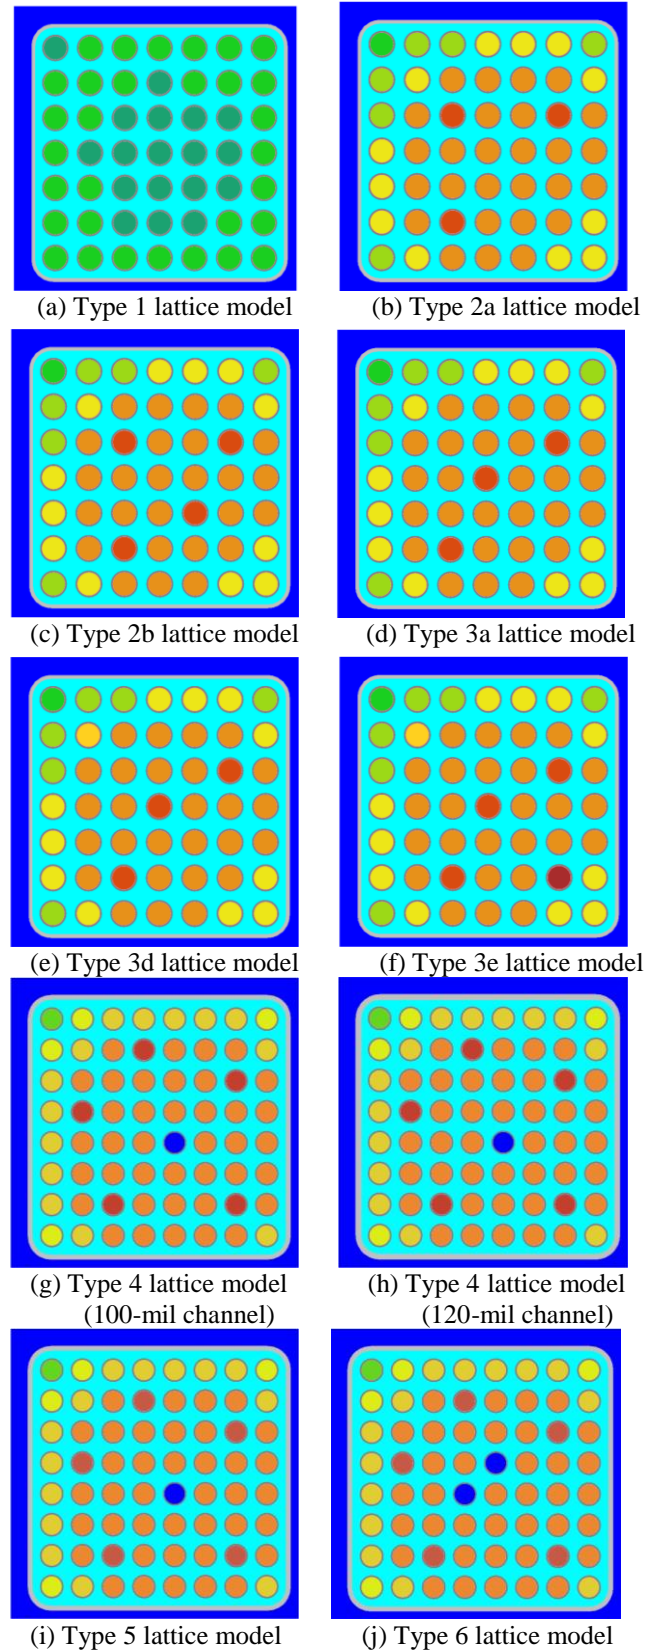 (a) Type 1 lattice model
(b) Type 2a lattice model
(c) Type 2b lattice model
(d) Type 3a lattice model
(e) Type 3d lattice model
(f) Type 3e lattice model
(g) Type 4 lattice model
(100-mil channel)
(h) Type 4 lattice model
(120-mil channel)
(i) Type 5 lattice model
(j) Type 6 lattice model